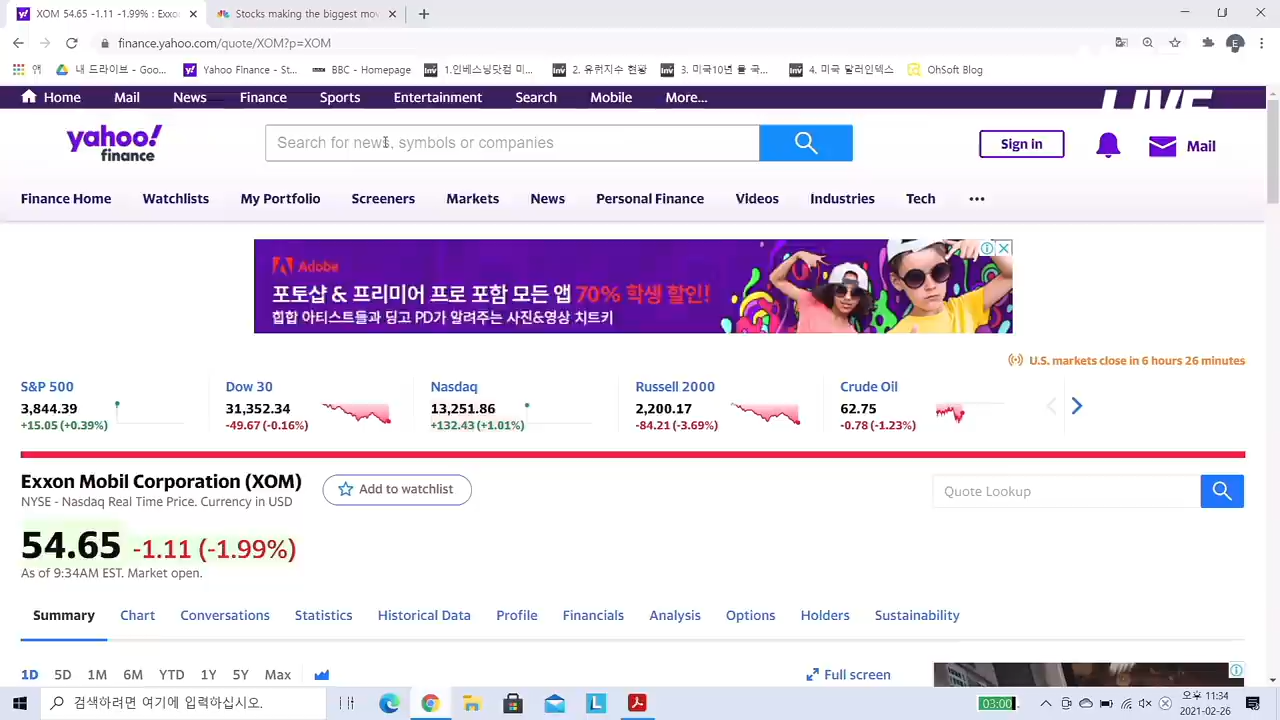 XOM 54.65 -1.11 -1.99% : Exxo
Stocks making the biggest mov
finance.yahoo.com/quote/XOM?p=XOM
앱
내 드라이브 - Goo...
Yahoo Finance - St...
BBC - Homepage
1.인베스닝닷컴 미...
3. 미국10년 물 국...
4. 미국 달러인덱스
OhSoft Blog
Home
Mail
News
Finance
Sports
Entertainment
Search
Mobile
More...
LIVE
yahoo!
finance
Search for news, symbols or companies
Sign in
Mail
Finance Home
Watchlists
My Portfolio
Screeners
Markets
News
Personal Finance
Videos
Industries
Tech
Adobe
포토샵 & 프리미어 프로 포함 모든 앱 70% 학생 할인!
힙합 아티스트들과 딩고 PD가 알려주는 사진&영상 치트키
U.S. markets close in 6 hours 26 minutes
S&P 500
3,844.39
+15.05 (+0.39%)
Dow 30
31,352.34
-49.67 (-0.16%)
Nasdaq
13,251.86
+132.43 (+1.01%)
Russell 2000
2,200.17
-84.21 (-3.69%)
Crude Oil
62.75
-0.78 (-1.23%)
Exxon Mobil Corporation (XOM)
Add to watchlist
NYSE - Nasdaq Real Time Price. Currency in USD
Quote Lookup
54.65 -1.11 (-1.99%)
As of 9:34AM EST. Market open.
Summary
Chart
Conversations
Statistics
Historical Data
Profile
Financials
Analysis
Options
Holders
Sustainability
1D
5D
1M
6M
YTD
1Y
5Y
Max
Full screen
검색하려면 여기에 입력하십시오.
03:00
오후 11:34
2021-02-26